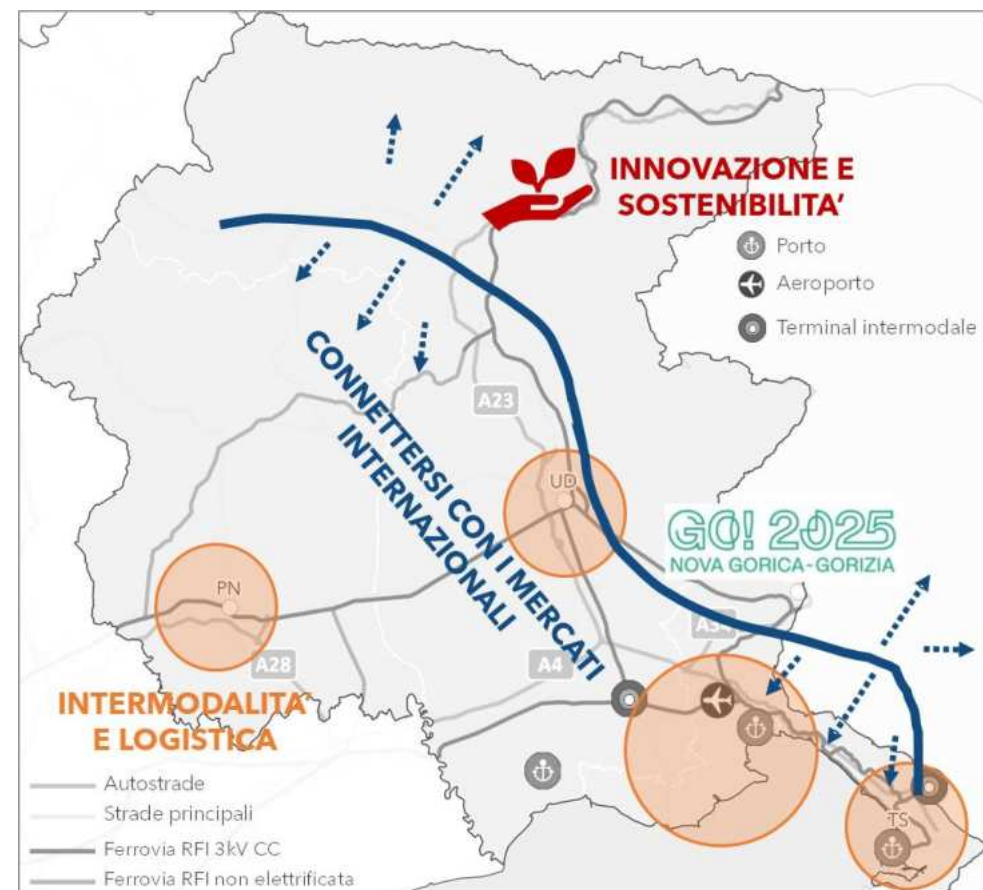 INNOVAZIONE E
SOSTENIBILITA’
Porto
Aeroporto
Terminal intermodale
CONNETTERSI CON I MERCATI
INTERNAZIONALI
A23
UD
GO! 2025
NOVA GORICA-GORIZIA
PN
A28
A4
A34
INTERMODALITA’
E LOGISTICA
TS
Autostrade
Strade principali
Ferrovia RFI 3kV CC
Ferrovia RFI non elettrificata